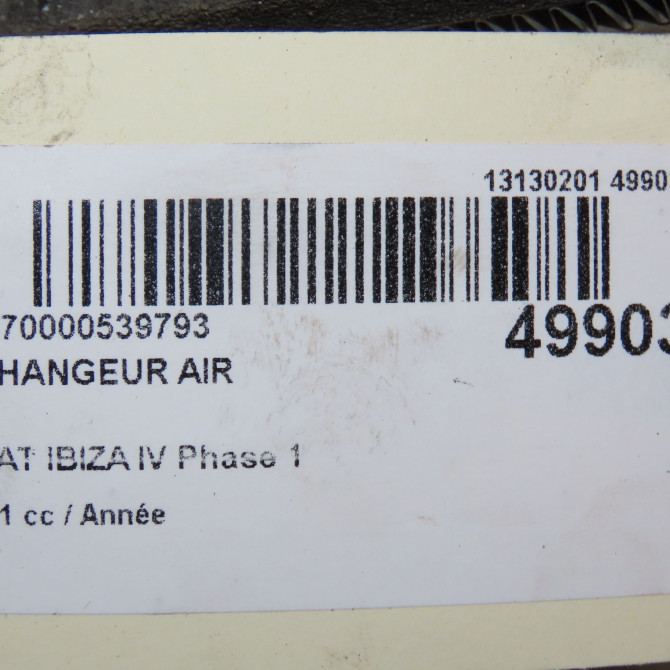 13130201 4990
70000539793
49903
HANGEUR AIR
AT IBIZA IV Phase 1
1 cc / Année